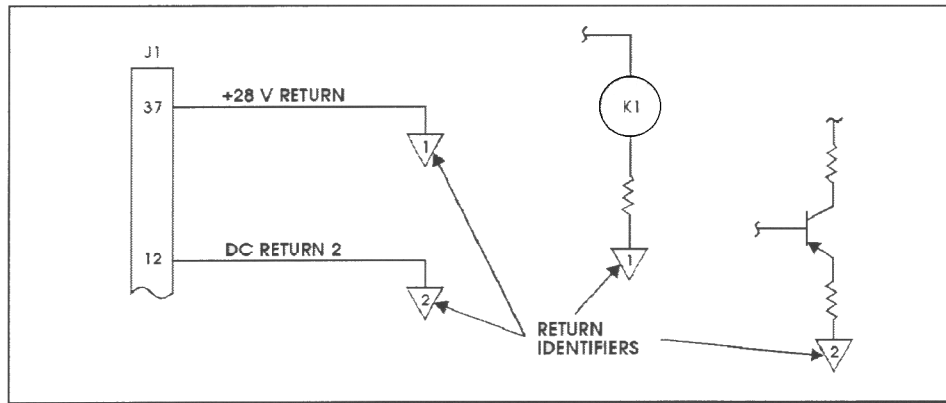 J1
37
+28 V RETURN
1
12
DC RETURN 2
2
K1
1
2
RETURN
IDENTIFIERS